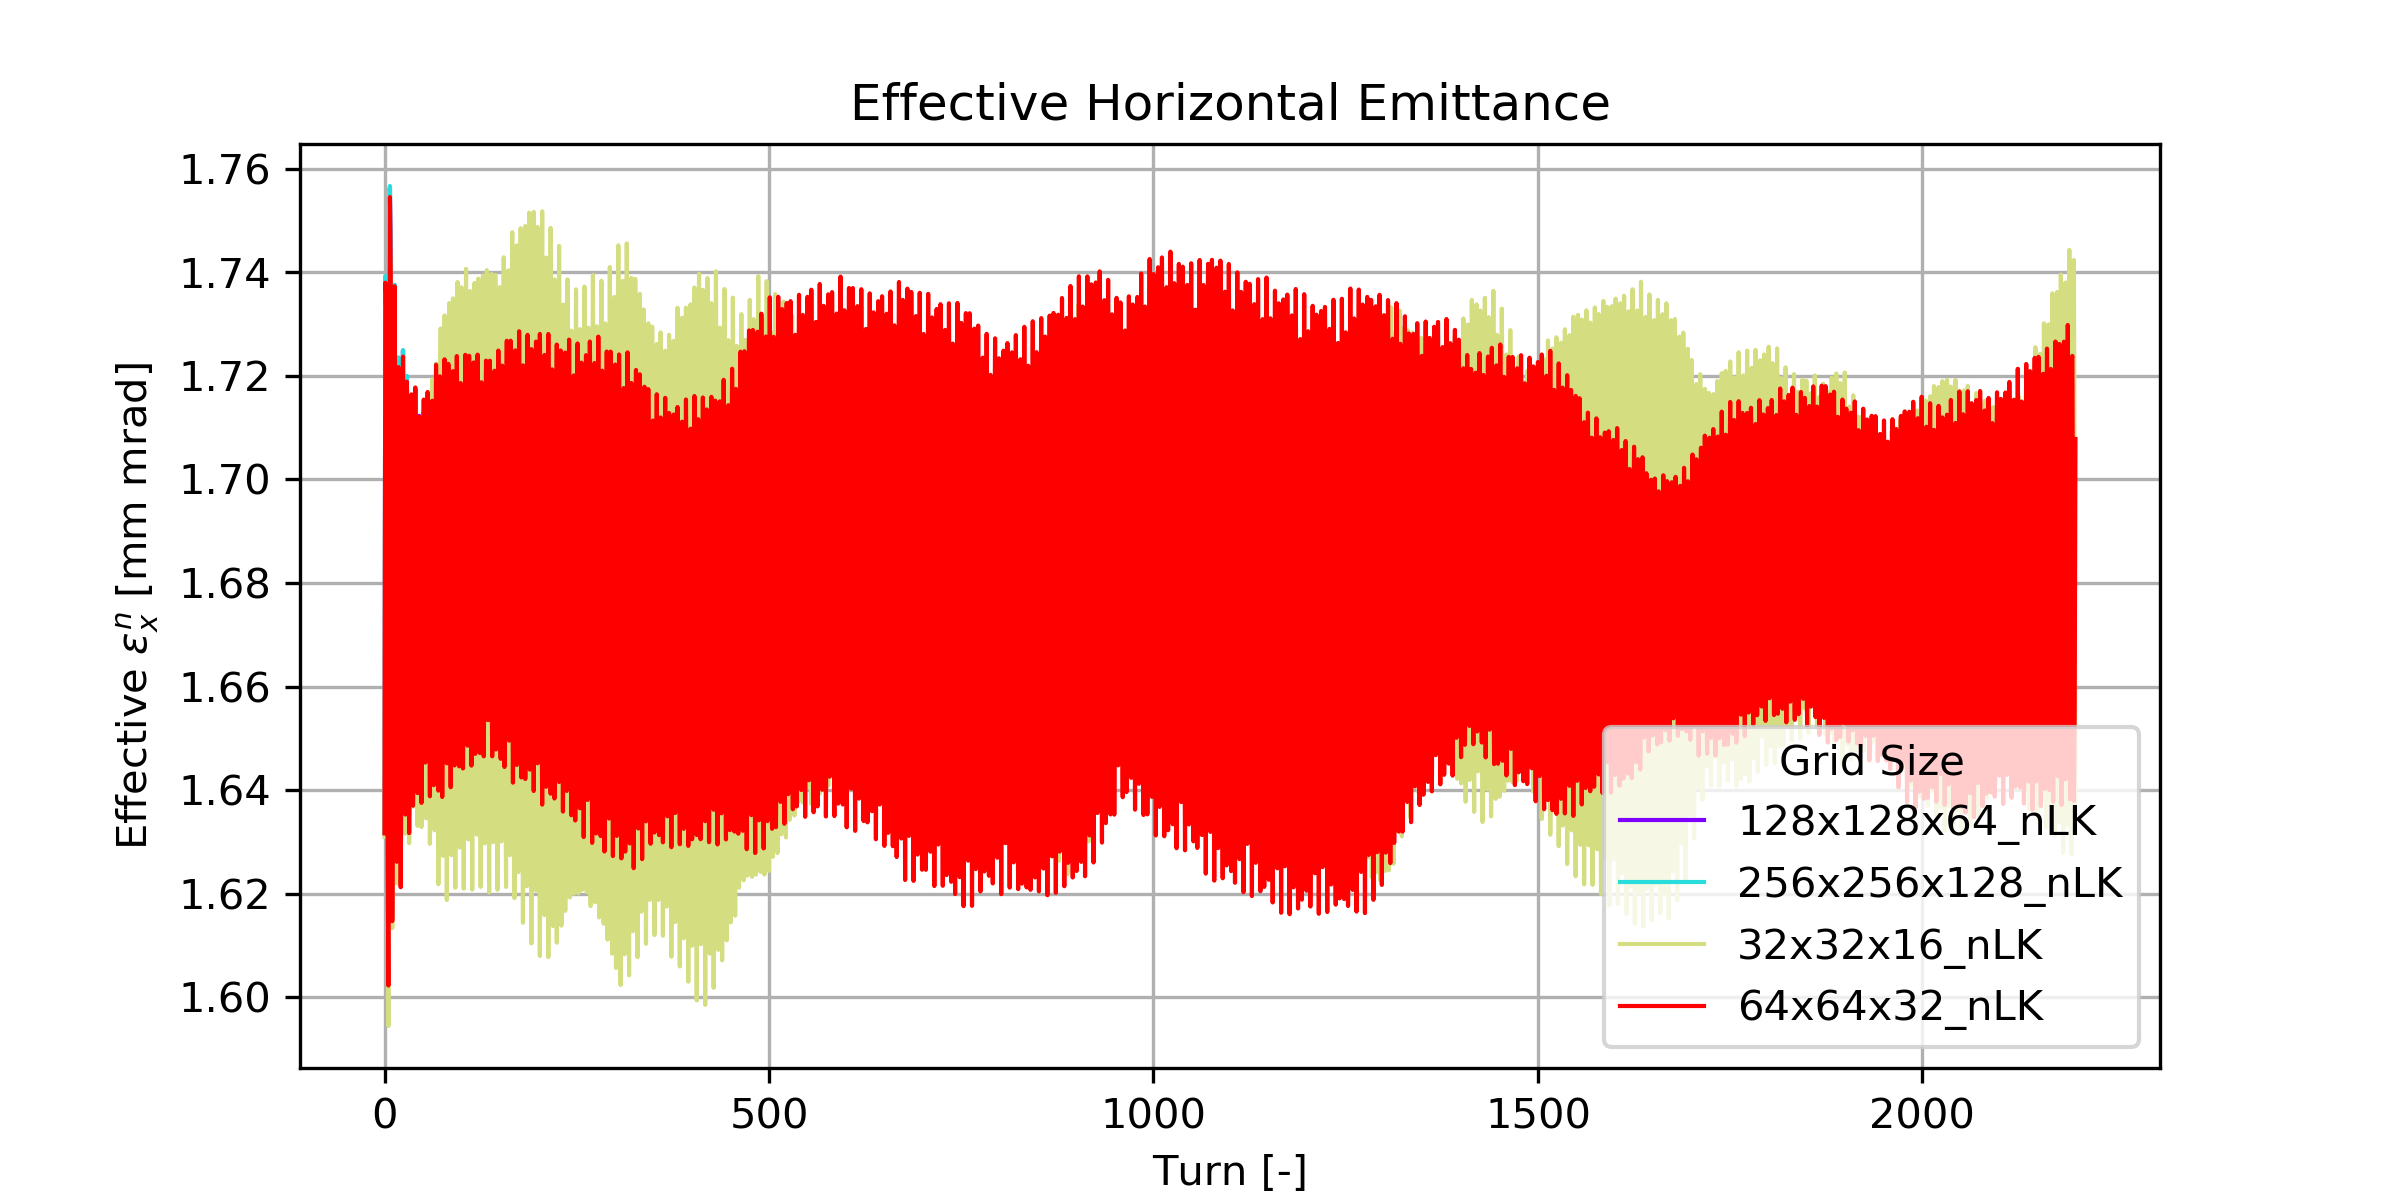 Effective Horizontal Emittance
Effective εₓⁿ [mm mrad]
1.76
1.74
1.72
1.70
1.68
1.66
1.64
1.62
1.60
0
500
1000
1500
2000
Turn [-]
Grid Size
128x128x64_nLK
256x256x128_nLK
32x32x16_nLK
64x64x32_nLK